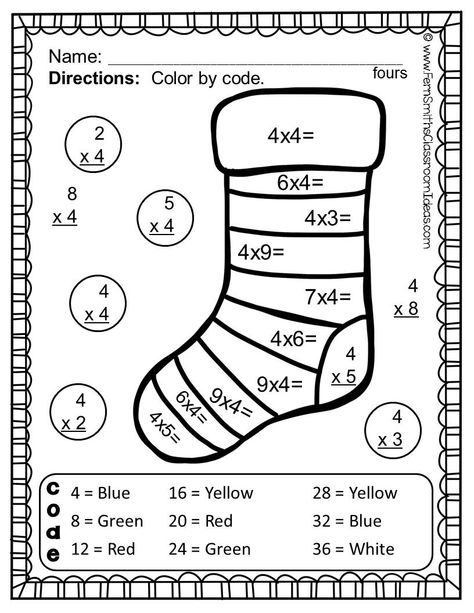 Name:
Directions: Color by code.
fours
© www.FernSmithsClassroomIdeas.com
4x4=
2
x 4
6x4=
8
x 4
5
x 4
4x3=
4x9=
4
x 4
7x4=
4
x 8
4x6=
4
x 5
9x4=
9x4=
6x4=
4x5=
4
x 2
4
x 3
code
4 = Blue
16 = Yellow
28 = Yellow
8 = Green
20 = Red
32 = Blue
12 = Red
24 = Green
36 = White